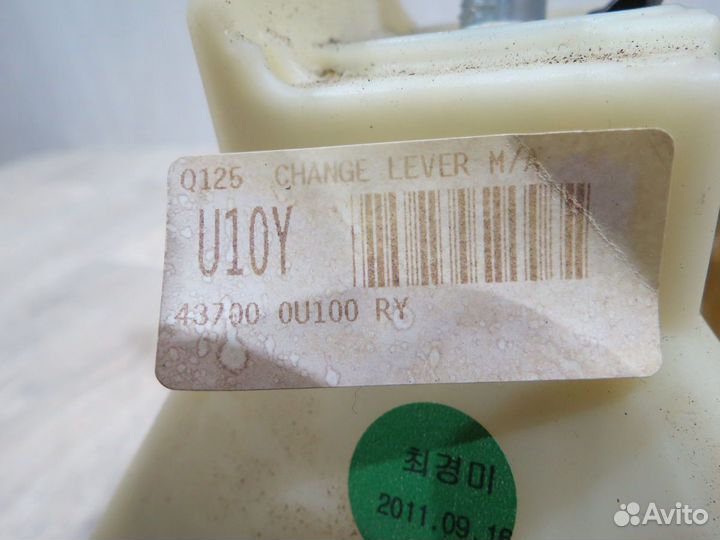 Q125 CHANGE LEVER M/A
U10Y
43700 0U100 RY
최경미
2011.09.16
Avito